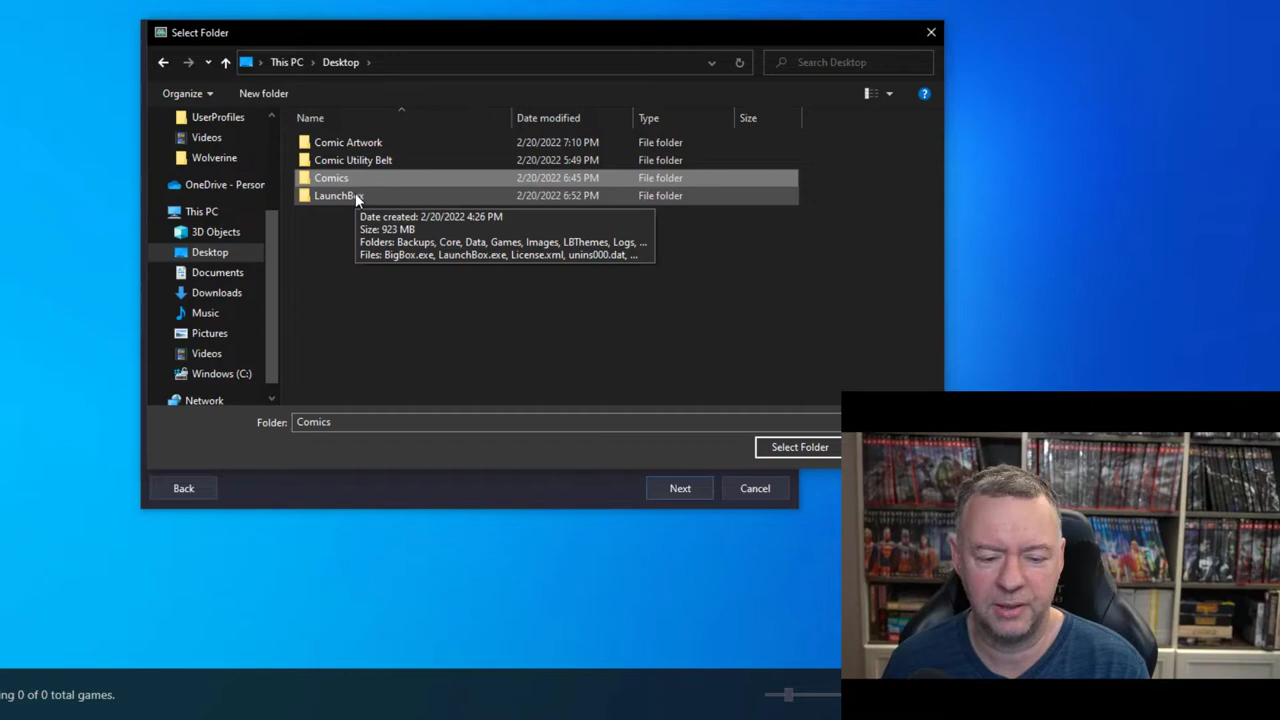 Select Folder
This PC > Desktop >
Search Desktop
Organize
New folder
Name
Date modified
Type
Size
UserProfiles
Videos
Wolverine
OneDrive - Person
This PC
3D Objects
Desktop
Documents
Downloads
Music
Pictures
Videos
Windows (C:)
Network
Comic Artwork 2/20/2022 7:10 PM File folder
Comic Utility Belt 2/20/2022 5:49 PM File folder
Comics 2/20/2022 6:45 PM File folder
LaunchBox 2/20/2022 6:52 PM File folder
Date created: 2/20/2022 4:26 PM
Size: 923 MB
Folders: Backups, Core, Data, Games, Images, LBThemes, Logs, ...
Files: BigBox.exe, LaunchBox.exe, License.xml, unins000.dat, ...
Folder: Comics
Select Folder
Back
Next
Cancel
ing 0 of 0 total games.